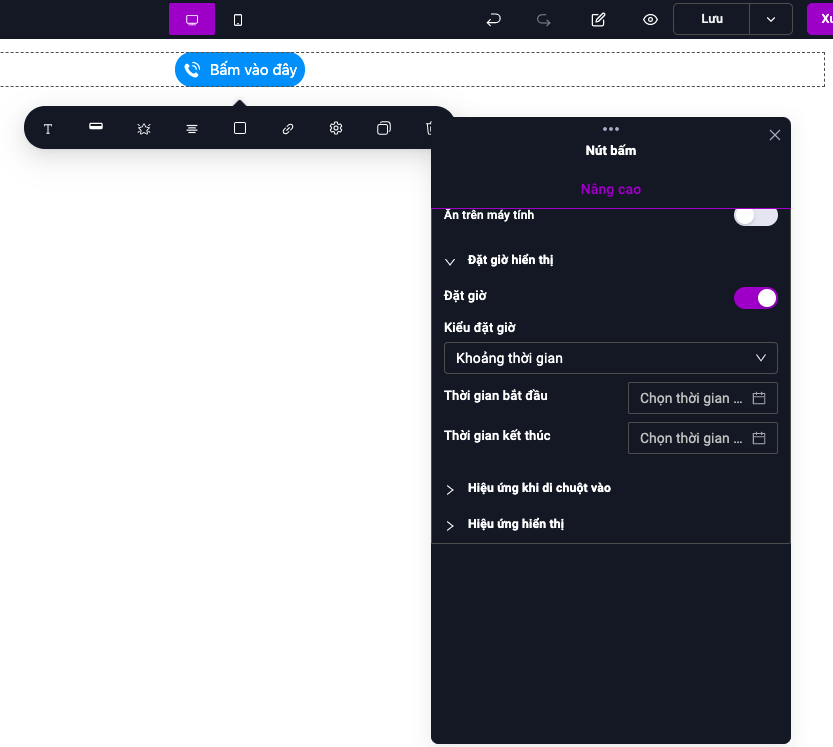 Lưu
Bấm vào đây
T
Nút bấm
Nâng cao
Ẩn trên máy tính
Đặt giờ hiển thị
Đặt giờ
Kiểu đặt giờ
Khoảng thời gian
Thời gian bắt đầu
Chọn thời gian ...
Thời gian kết thúc
Chọn thời gian ...
Hiệu ứng khi di chuột vào
Hiệu ứng hiển thị